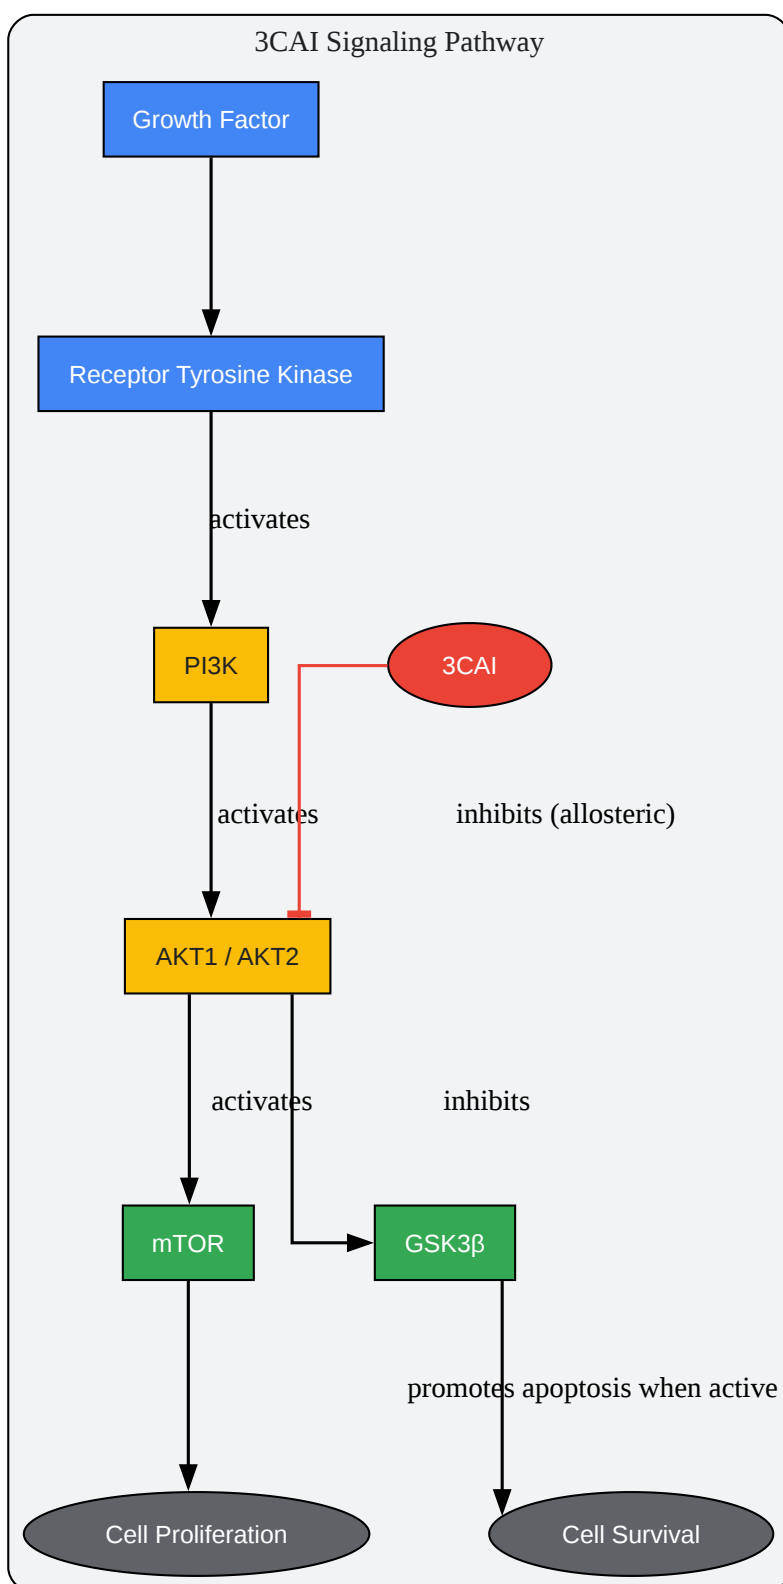 3CAI Signaling Pathway
Growth Factor
Receptor Tyrosine Kinase
activates
PI3K
3CAI
activates
inhibits (allosteric)
AKT1 / AKT2
activates
inhibits
mTOR
GSK3β
promotes apoptosis when active
Cell Proliferation
Cell Survival